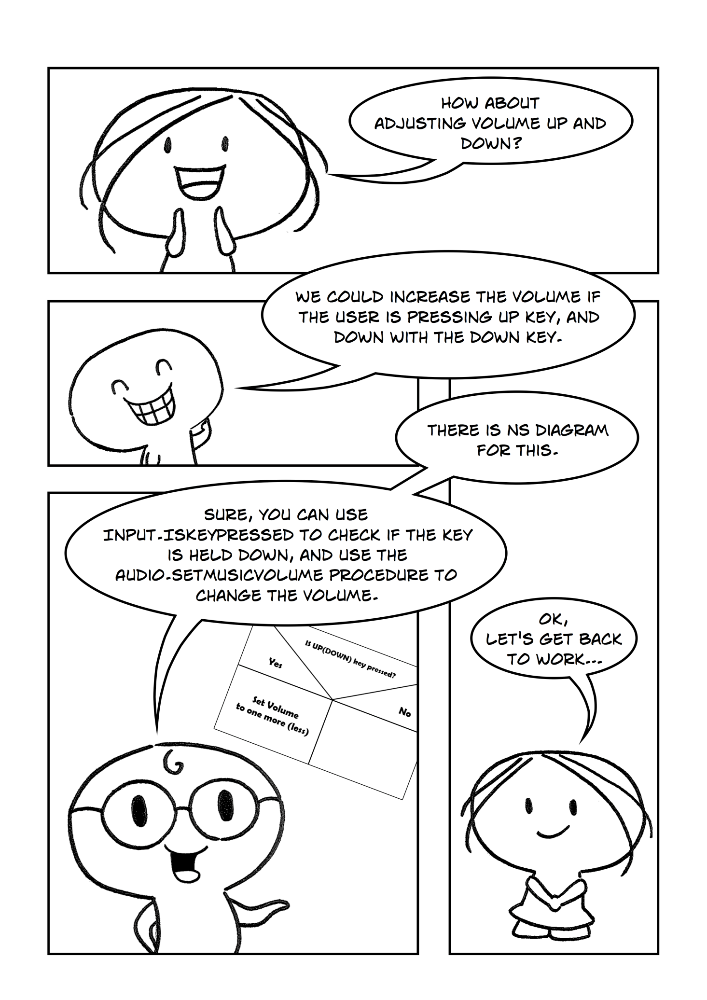 HOW ABOUT
ADJUSTING VOLUME UP AND
DOWN?
WE COULD INCREASE THE VOLUME IF
THE USER IS PRESSING UP KEY, AND
DOWN WITH THE DOWN KEY.
SURE, YOU CAN USE
INPUT.ISKEYPRESSED TO CHECK IF THE KEY
IS HELD DOWN, AND USE THE
AUDIO.SETMUSICVOLUME PROCEDURE TO
CHANGE THE VOLUME.
THERE IS NS DIAGRAM
FOR THIS.
Is UP(DOWN) key pressed?
Yes
No
Set Volume
to one more (less)
OK,
LET'S GET BACK
TO WORK...